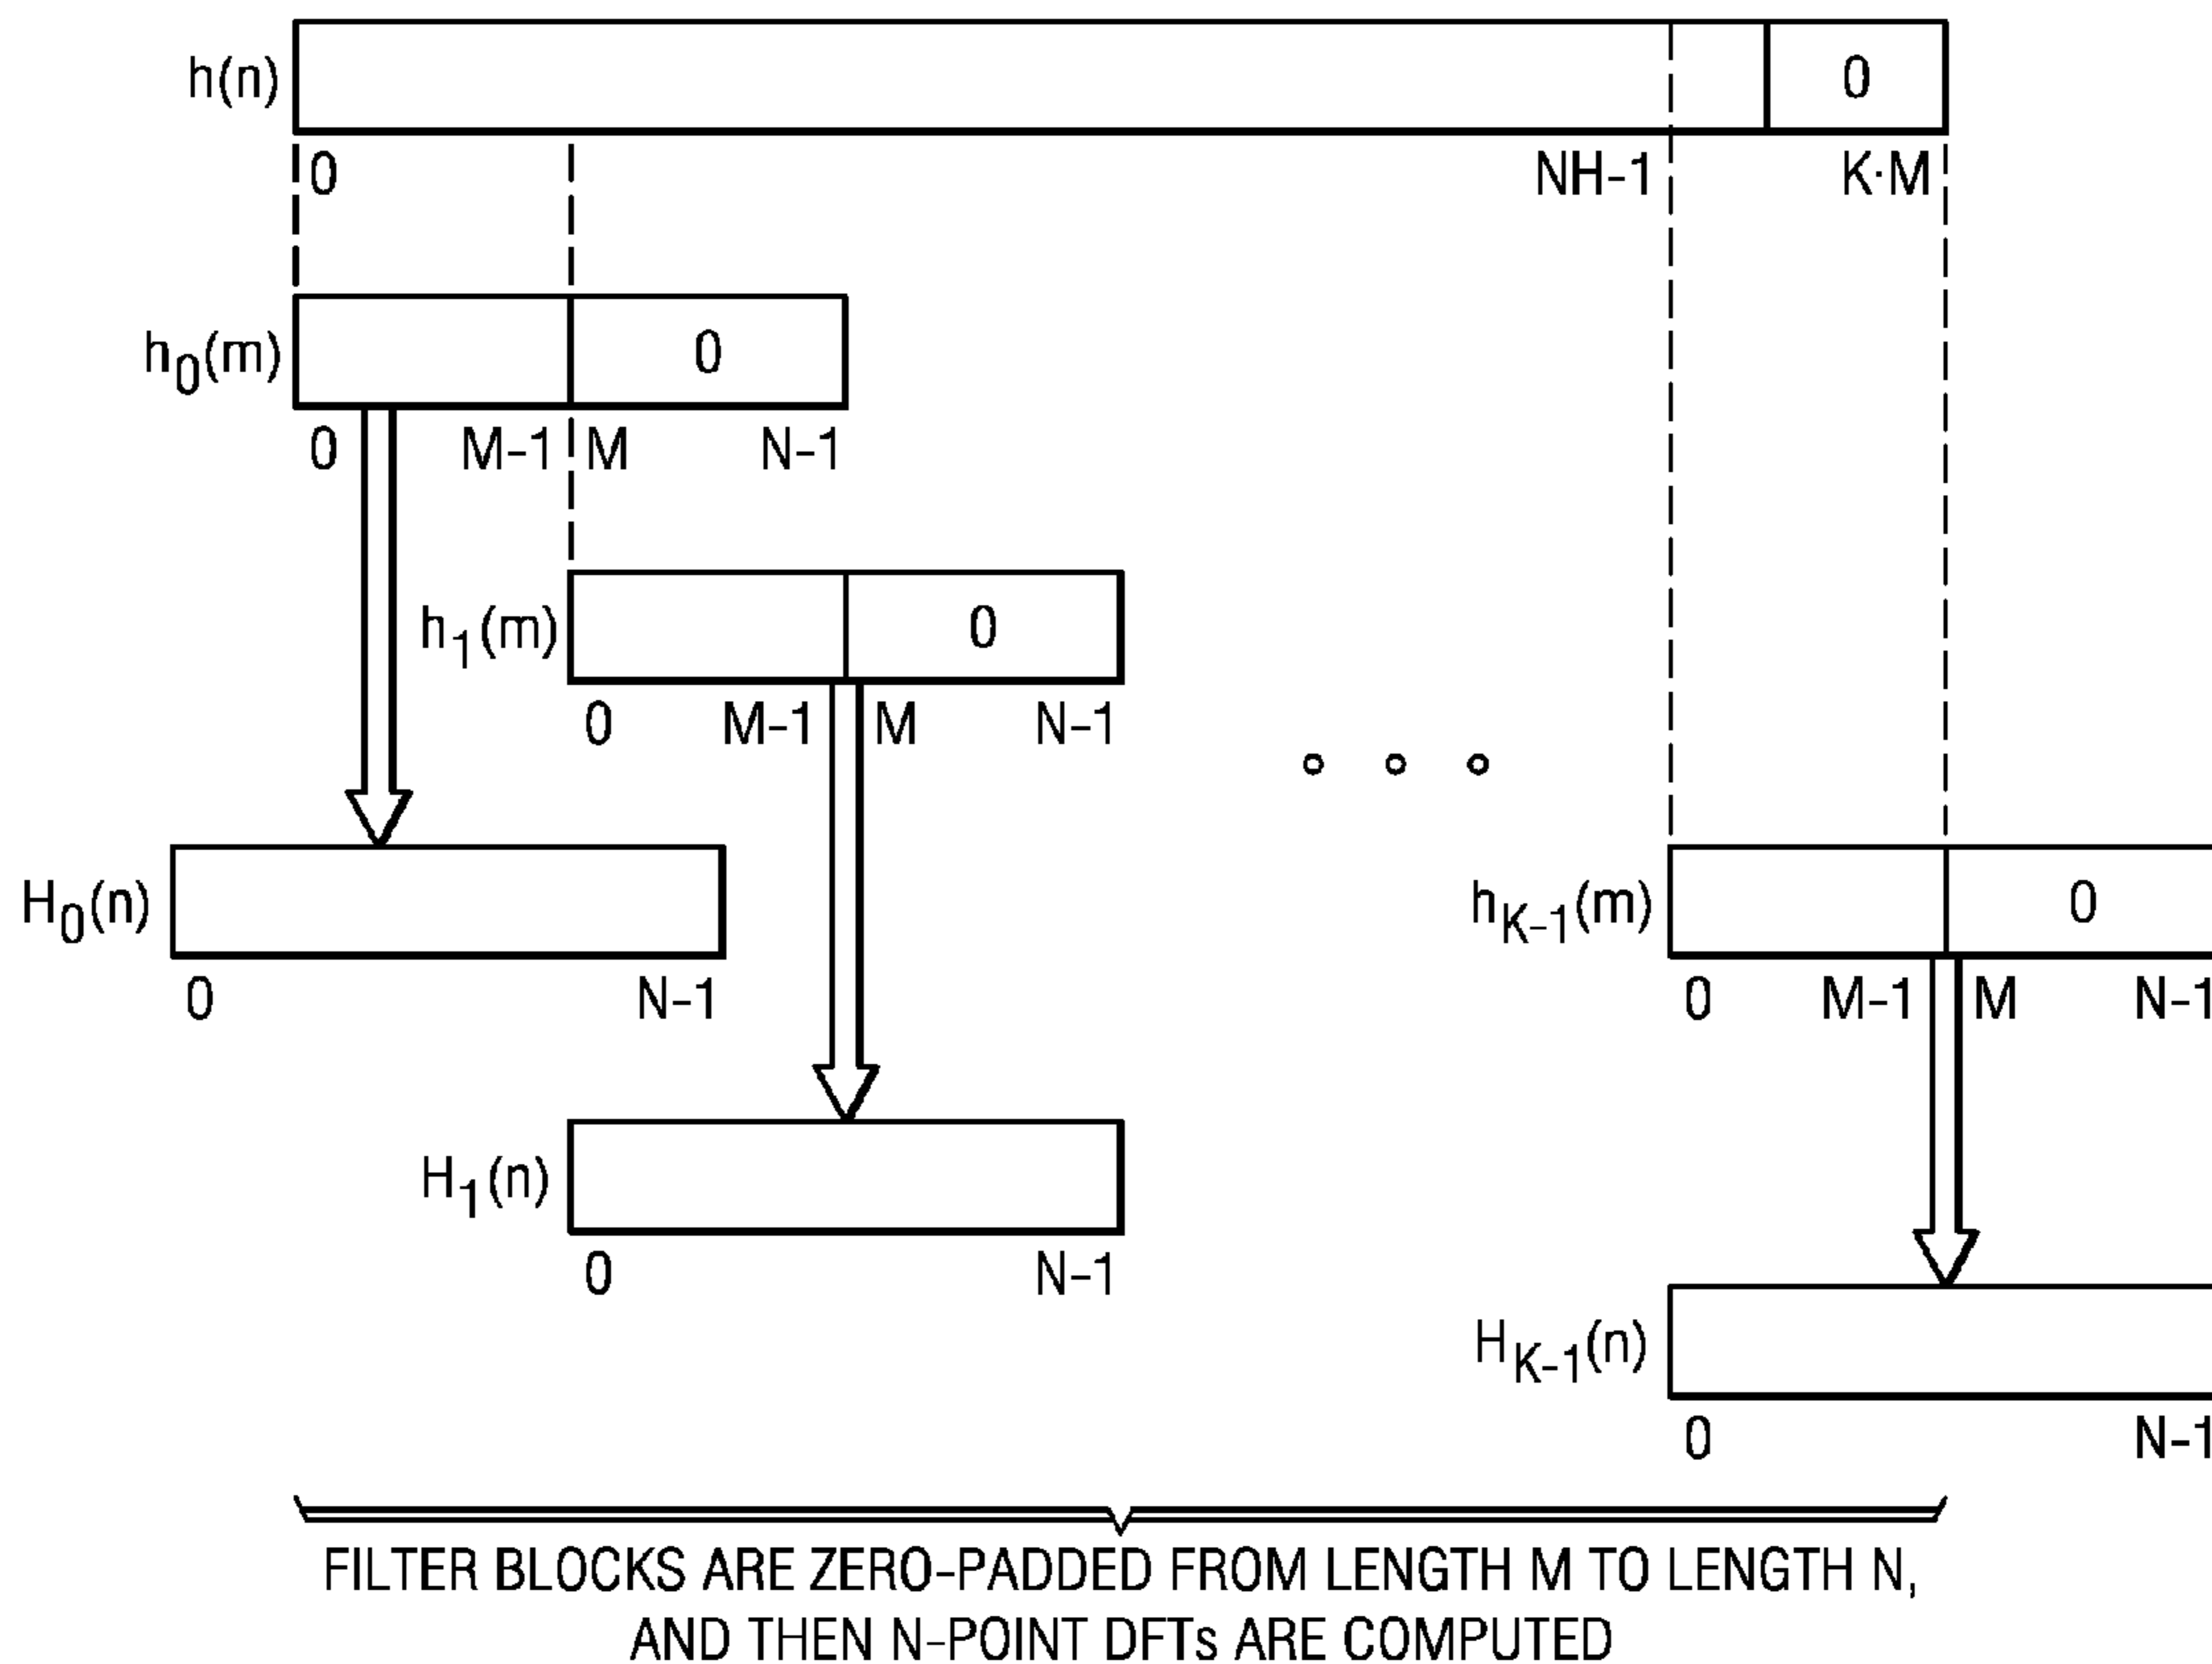 h(n) 0
0 NH-1 K·M
h0(m) 0
0 M-1 M N-1
h1(m) 0
0 M-1 M N-1
H0(n)
0 N-1
hK-1(m) 0
0 M-1 M N-1
H1(n)
0 N-1
HK-1(n)
0 N-1
FILTER BLOCKS ARE ZERO-PADDED FROM LENGTH M TO LENGTH N,
AND THEN N-POINT DFTs ARE COMPUTED